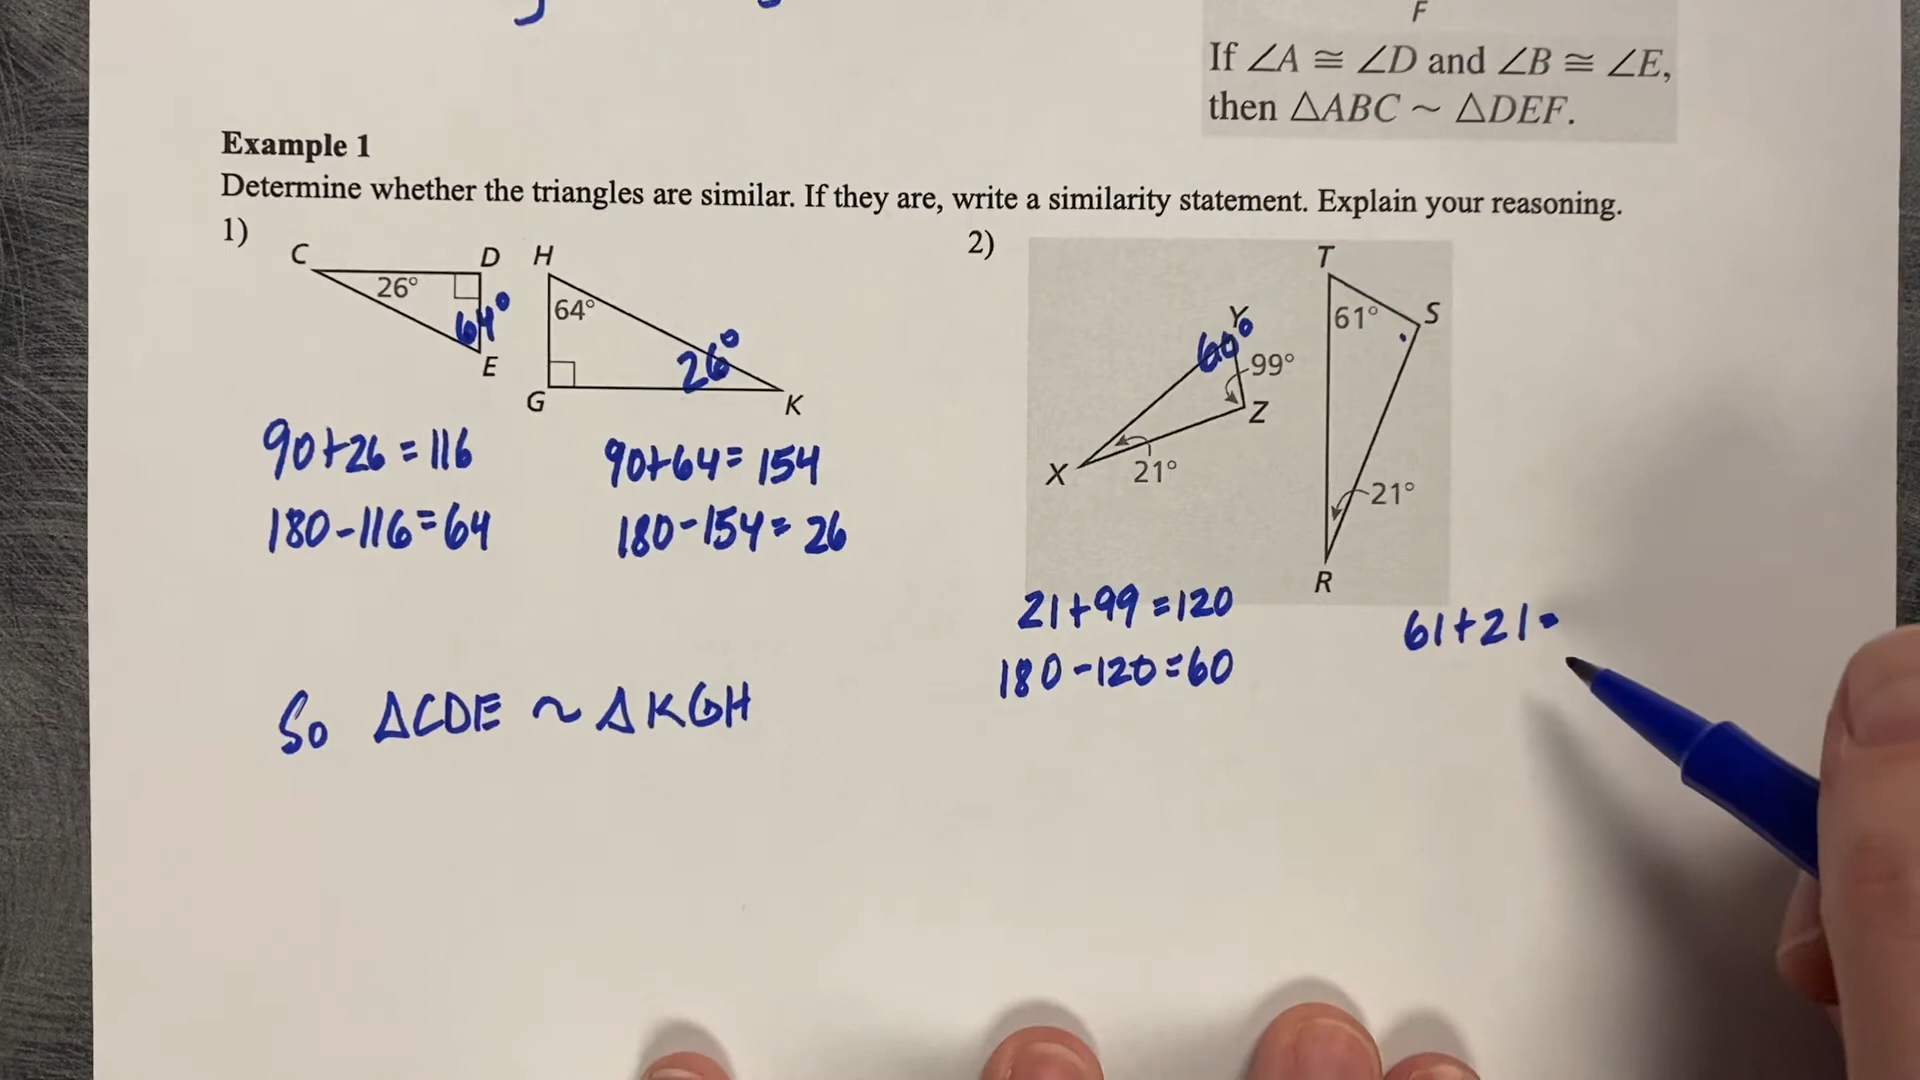 F
If ∠A ≅ ∠D and ∠B ≅ ∠E,
then △ABC ~ △DEF.
Example 1
Determine whether the triangles are similar. If they are, write a similarity statement. Explain your reasoning.
1)
C
D
26°
64°
E
H
64°
26°
G
K
90+26=116
180-116=64
90+64=154
180-154=26
So △CDE ~ △KGH
2)
Y
60°
99°
Z
X
21°
T
61°
S
21°
R
21+99=120
180-120=60
61+21